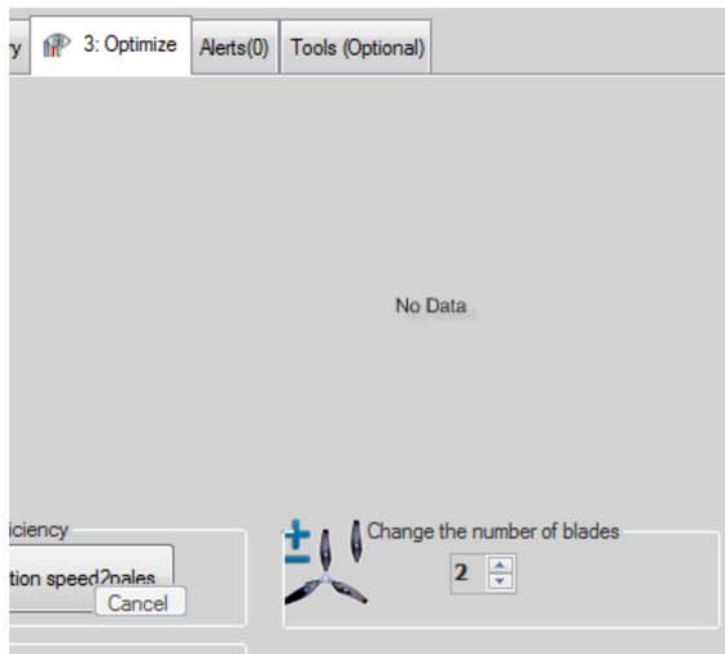 y 3: Optimize Alerts(0) Tools (Optional)
No Data
iciency
tion speed2pales
Cancel
Change the number of blades
2